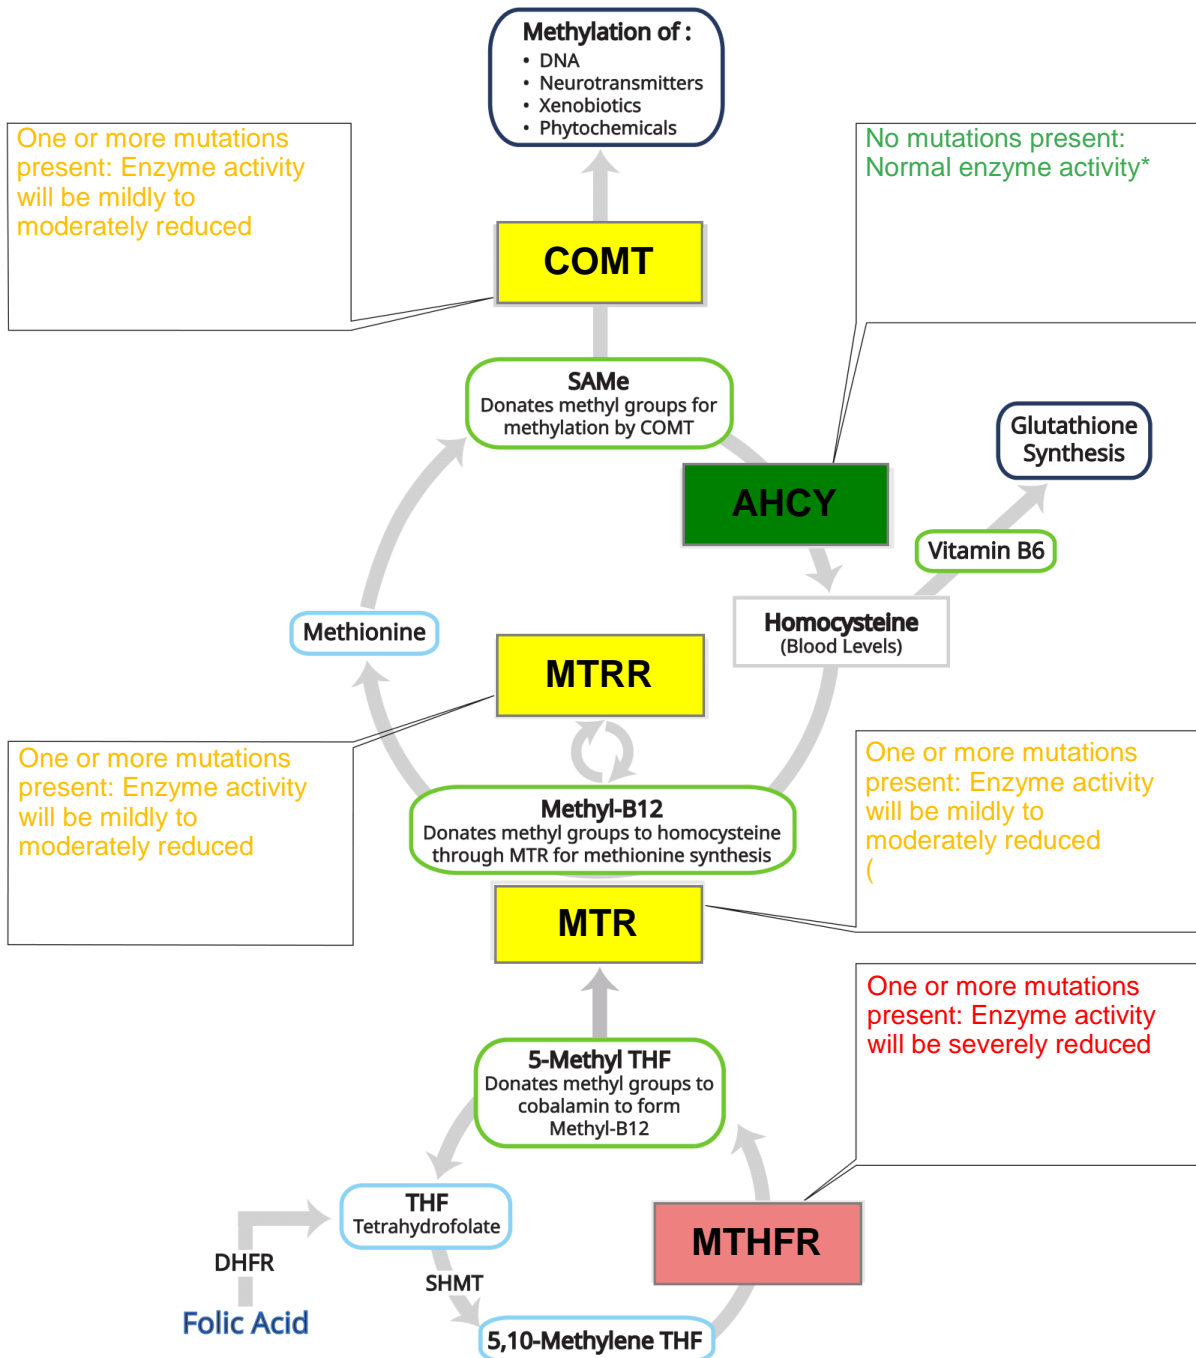 Methylation of :
• DNA
• Neurotransmitters
• Xenobiotics
• Phytochemicals
One or more mutations
present: Enzyme activity
will be mildly to
moderately reduced
No mutations present:
Normal enzyme activity*
COMT
SAMe
Donates methyl groups for
methylation by COMT
Glutathione
Synthesis
AHCY
Vitamin B6
Methionine
Homocysteine
(Blood Levels)
MTRR
One or more mutations
present: Enzyme activity
will be mildly to
moderately reduced
One or more mutations
present: Enzyme activity
will be mildly to
moderately reduced
(
Methyl-B12
Donates methyl groups to homocysteine
through MTR for methionine synthesis
MTR
One or more mutations
present: Enzyme activity
will be severely reduced
5-Methyl THF
Donates methyl groups to
cobalamin to form
Methyl-B12
THF
Tetrahydrofolate
MTHFR
DHFR
SHMT
Folic Acid
5,10-Methylene THF